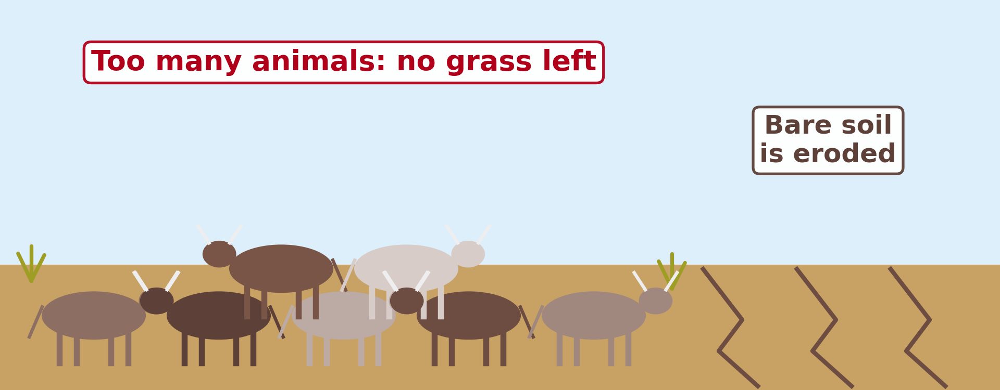 Too many animals: no grass left
Bare soil
is eroded